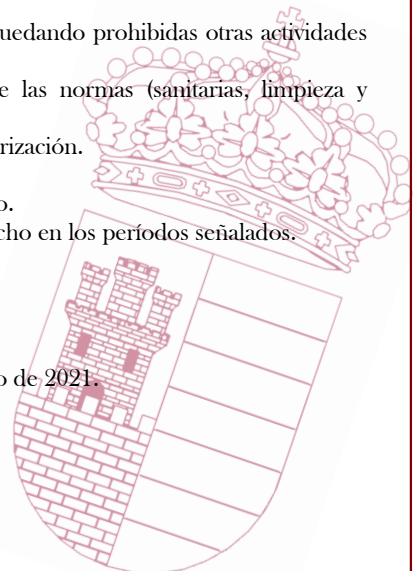 uedando prohibidas otras actividades
e las normas (sanitarias, limpieza y
rización.
o.
cho en los períodos señalados.
o de 2021.